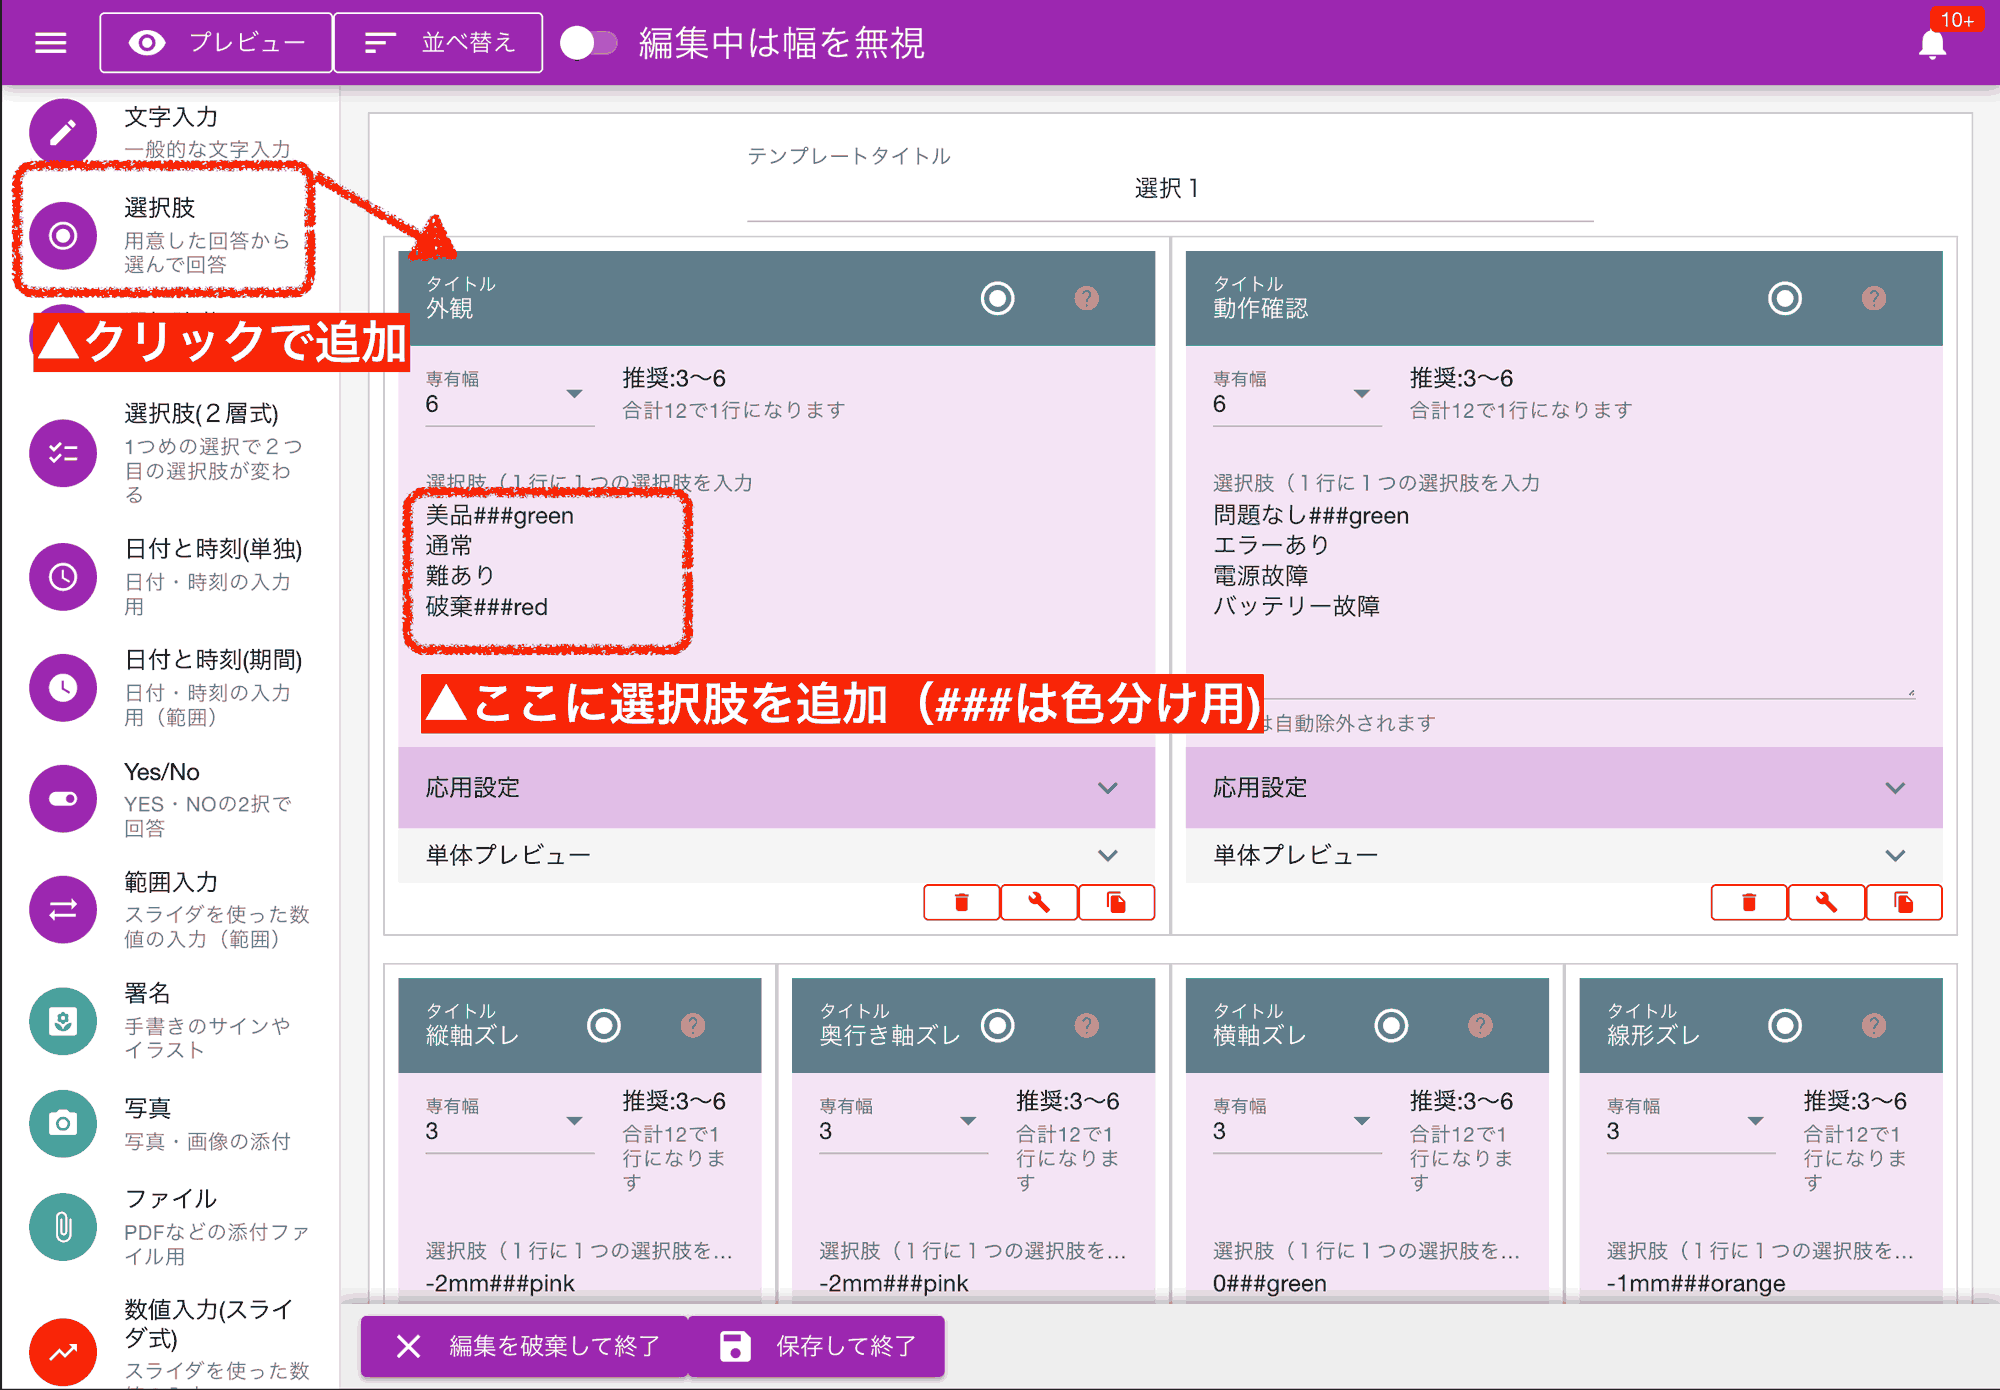 プレビュー
並べ替え
編集中は幅を無視
10+
文字入力
一般的な文字入力
選択肢
用意した回答から
選んで回答
▲クリックで追加
選択肢(２層式)
1つめの選択で２つ
目の選択肢が変わ
る
日付と時刻(単独)
日付・時刻の入力
用
日付と時刻(期間)
日付・時刻の入力
用（範囲）
Yes/No
YES・NOの2択で
回答
範囲入力
スライダを使った数
値の入力（範囲）
署名
手書きのサインや
イラスト
写真
写真・画像の添付
ファイル
PDFなどの添付ファ
イル用
数値入力(スライ
ダ式)
スライダを使った数
テンプレートタイトル
選択１
タイトル
外観
専有幅
6
推奨:3〜6
合計12で1行になります
選択肢（１行に１つの選択肢を入力
美品###green
通常
難あり
破棄###red
▲ここに選択肢を追加（###は色分け用)
応用設定
単体プレビュー
タイトル
動作確認
専有幅
6
推奨:3〜6
合計12で1行になります
選択肢（１行に１つの選択肢を入力
問題なし###green
エラーあり
電源故障
バッテリー故障
は自動除外されます
応用設定
単体プレビュー
タイトル
縦軸ズレ
専有幅
3
推奨:3〜6
合計12で1
行になりま
す
選択肢（１行に１つの選択肢を…
-2mm###pink
タイトル
奥行き軸ズレ
専有幅
3
推奨:3〜6
合計12で1
行になりま
す
選択肢（１行に１つの選択肢を…
-2mm###pink
タイトル
横軸ズレ
専有幅
3
推奨:3〜6
合計12で1
行になりま
す
選択肢（１行に１つの選択肢を…
0###green
タイトル
線形ズレ
専有幅
3
推奨:3〜6
合計12で1
行になりま
す
選択肢（１行に１つの選択肢を…
-1mm###orange
編集を破棄して終了
保存して終了